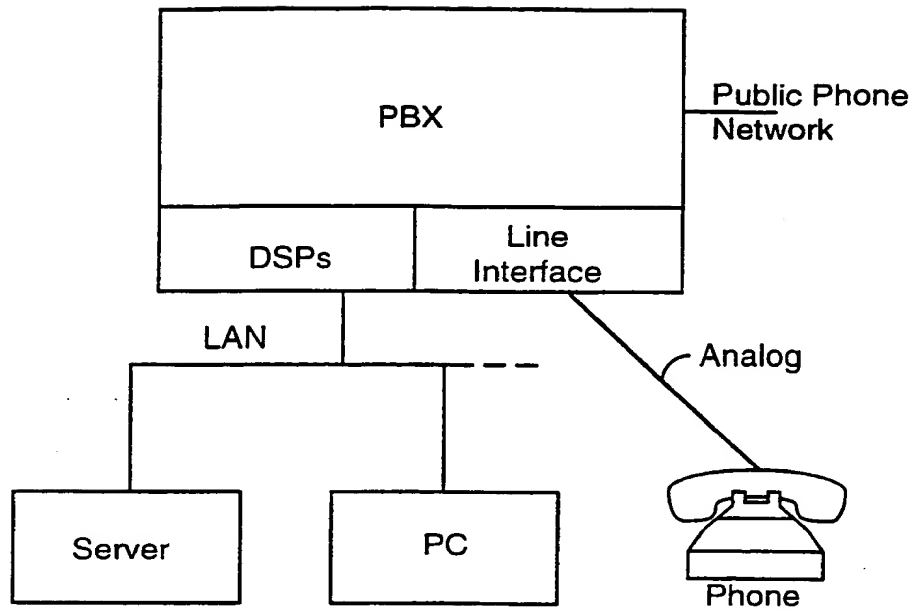 PBX
Public Phone
Network
DSPs
Line
Interface
LAN
Analog
Server
PC
Phone